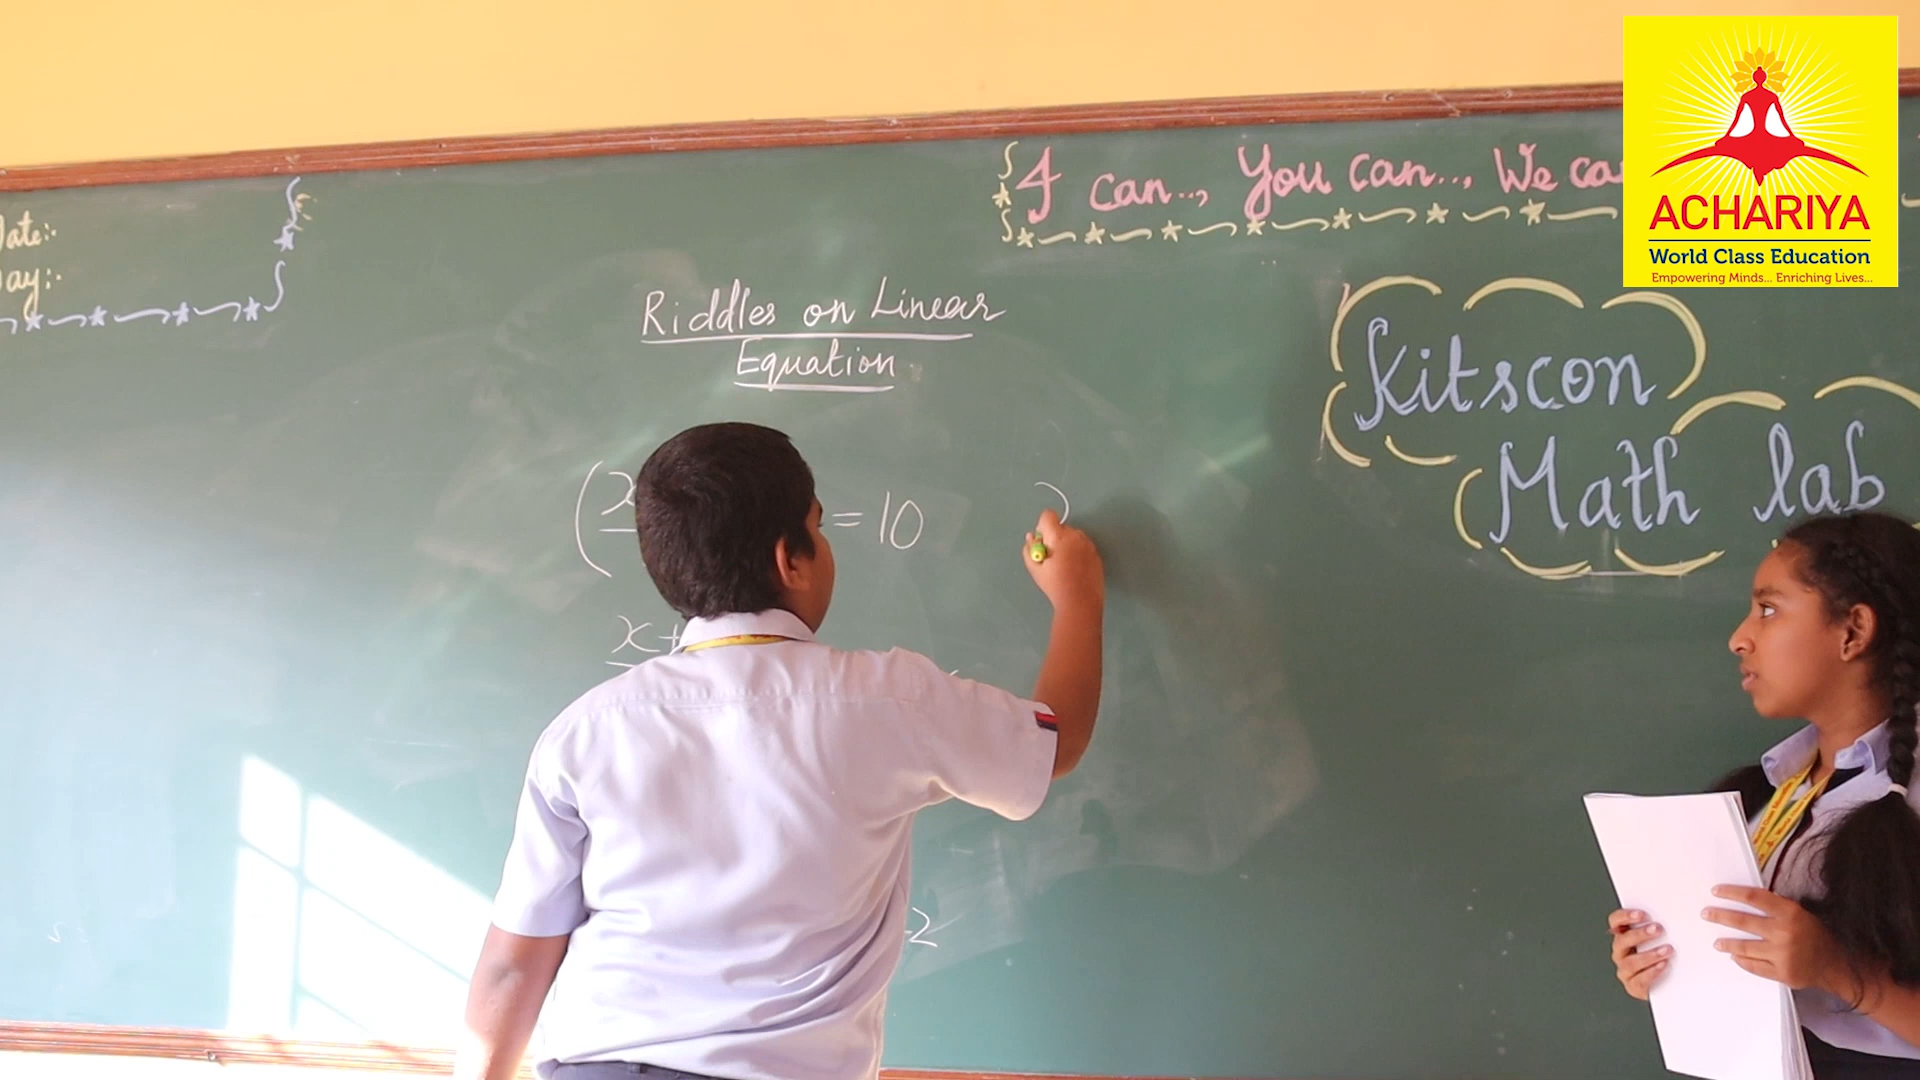 I can.., You can.., We ca
ACHARIYA
World Class Education
Empowering Minds... Enriching Lives...
Date:-
Day:-
Riddles on Linear
Equation
Kitscon
Math lab
= 10
x+
-2